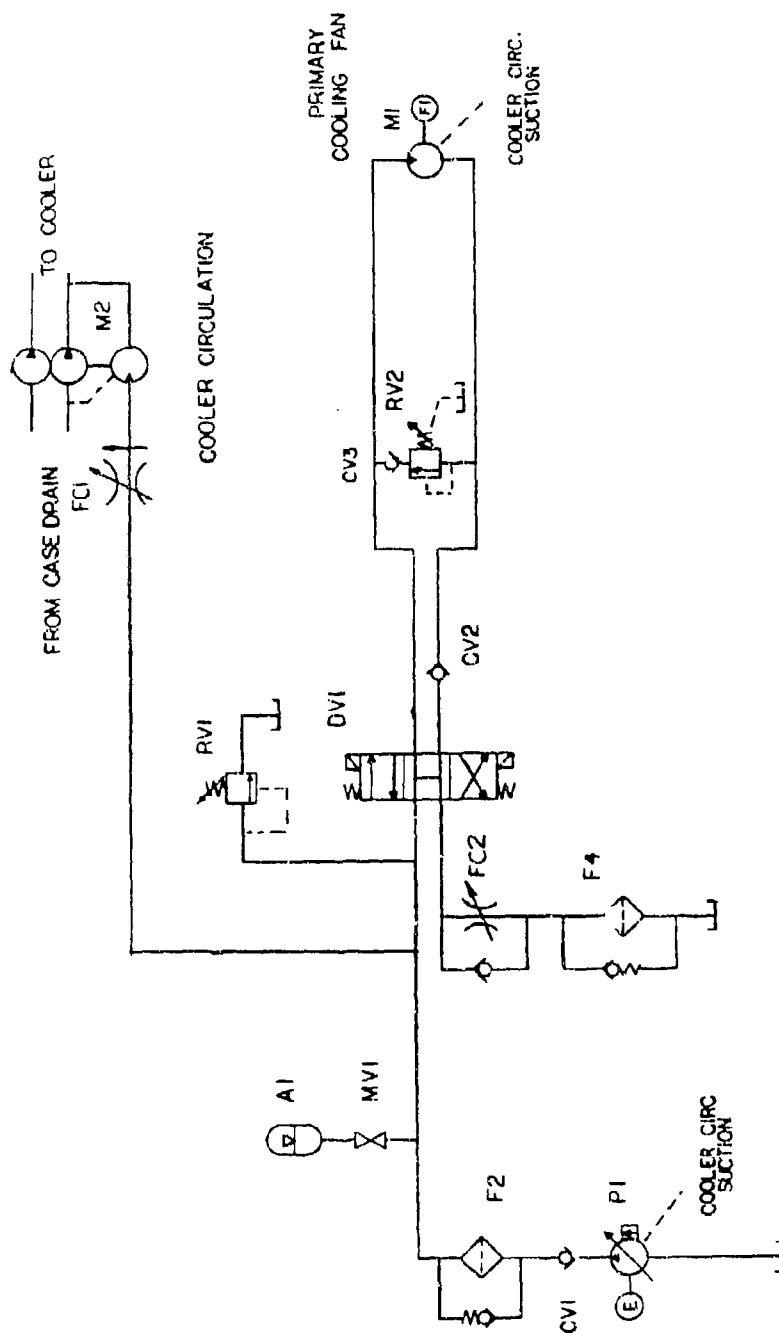 TO COOLER
M2
COOLER CIRCULATION
FROM CASE DRAIN
FC1
PRIMARY
COOLING FAN
M1
F1
COOLER CIRC.
SUCTION
RV2
CV3
CV2
DV1
RV1
FC2
F4
A1
MV1
F2
P1
COOLER CIRC
SUCTION
CV1
E